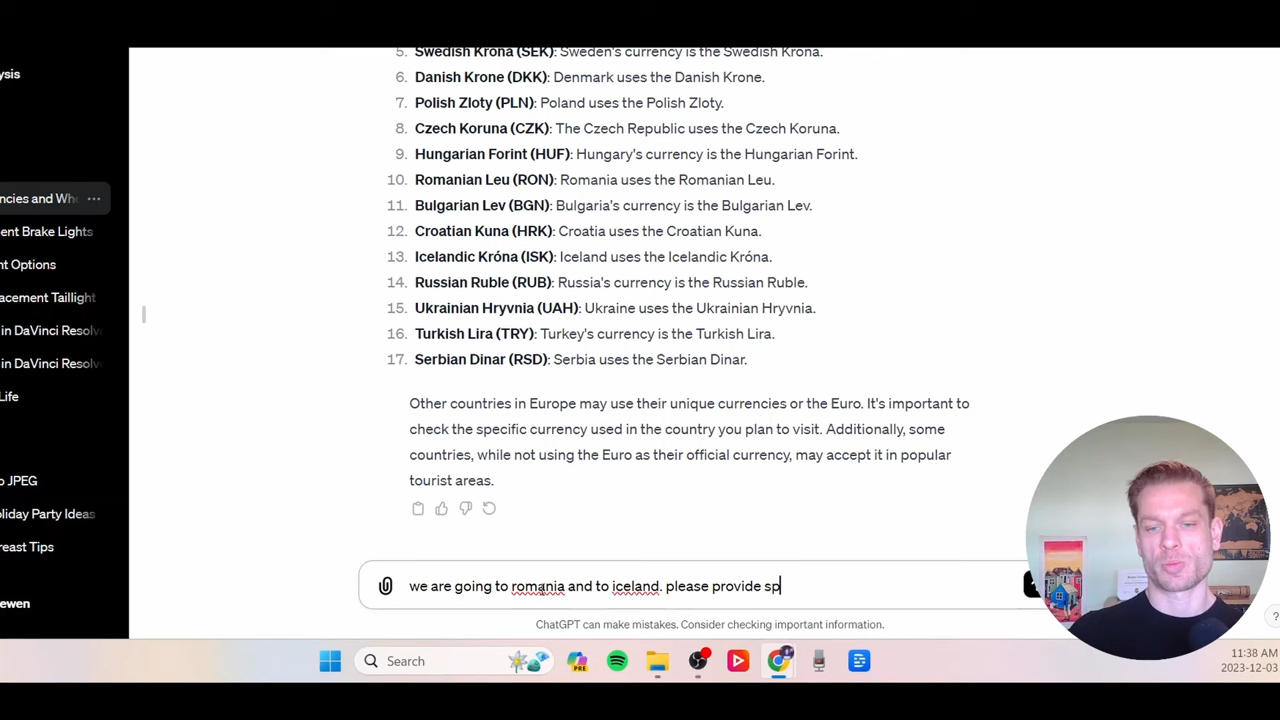 ysis
ncies and Wh
ent Brake Lights
nt Options
lacement Taillight
in DaVinci Resolv
in DaVinci Resolv
Life
o JPEG
oliday Party Ideas
reast Tips
ewen
5. Swedish Krona (SEK): Sweden's currency is the Swedish Krona.
6. Danish Krone (DKK): Denmark uses the Danish Krone.
7. Polish Zloty (PLN): Poland uses the Polish Zloty.
8. Czech Koruna (CZK): The Czech Republic uses the Czech Koruna.
9. Hungarian Forint (HUF): Hungary's currency is the Hungarian Forint.
10. Romanian Leu (RON): Romania uses the Romanian Leu.
11. Bulgarian Lev (BGN): Bulgaria's currency is the Bulgarian Lev.
12. Croatian Kuna (HRK): Croatia uses the Croatian Kuna.
13. Icelandic Króna (ISK): Iceland uses the Icelandic Króna.
14. Russian Ruble (RUB): Russia's currency is the Russian Ruble.
15. Ukrainian Hryvnia (UAH): Ukraine uses the Ukrainian Hryvnia.
16. Turkish Lira (TRY): Turkey's currency is the Turkish Lira.
17. Serbian Dinar (RSD): Serbia uses the Serbian Dinar.
Other countries in Europe may use their unique currencies or the Euro. It's important to
check the specific currency used in the country you plan to visit. Additionally, some
countries, while not using the Euro as their official currency, may accept it in popular
tourist areas.
we are going to romania and to iceland. please provide sp
ChatGPT can make mistakes. Consider checking important information.
?
Search
PRE
11:38 AM
2023-12-03